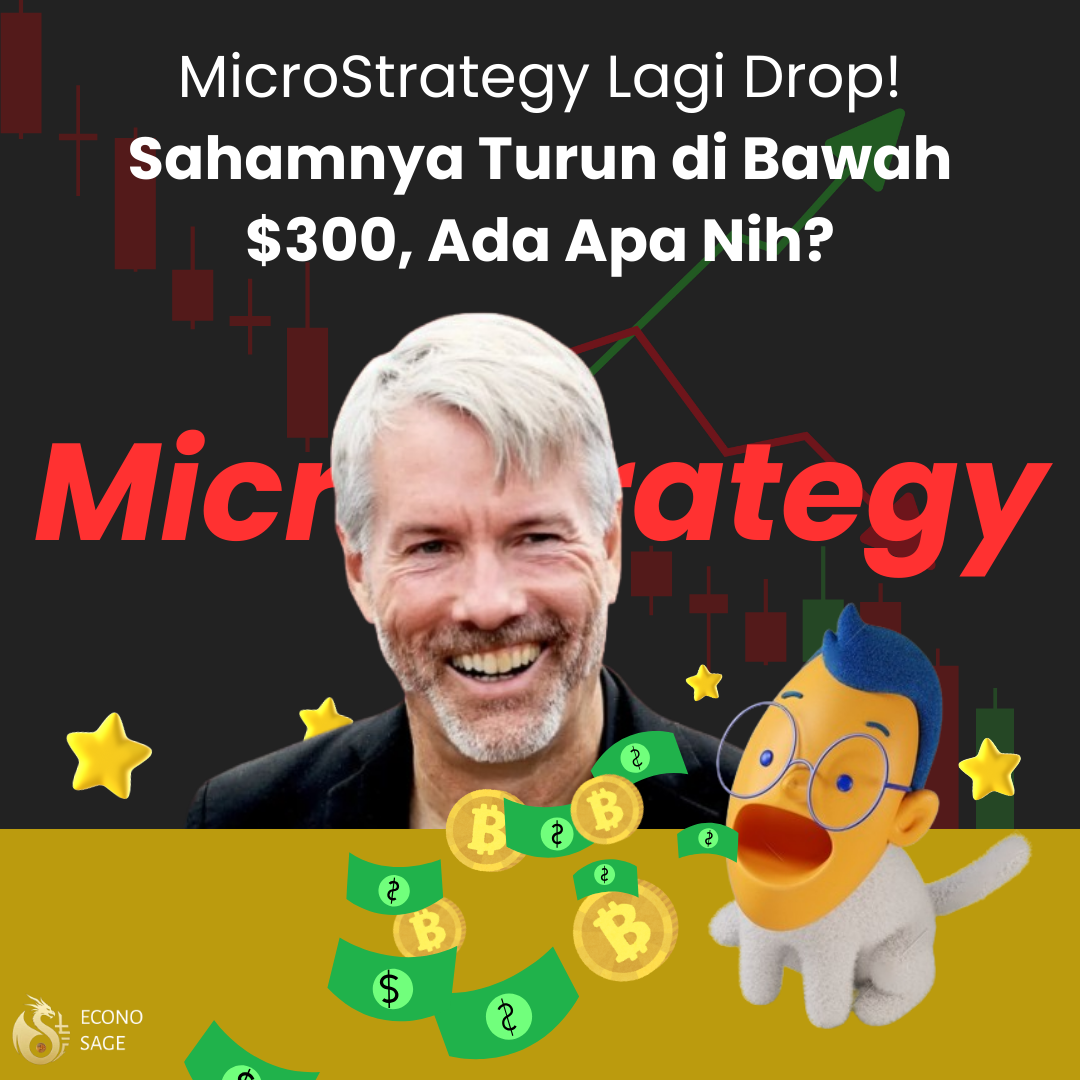 MicroStrategy Lagi Drop!
Sahamnya Turun di Bawah
$300, Ada Apa Nih?
Micr rategy
ECONO
SAGE